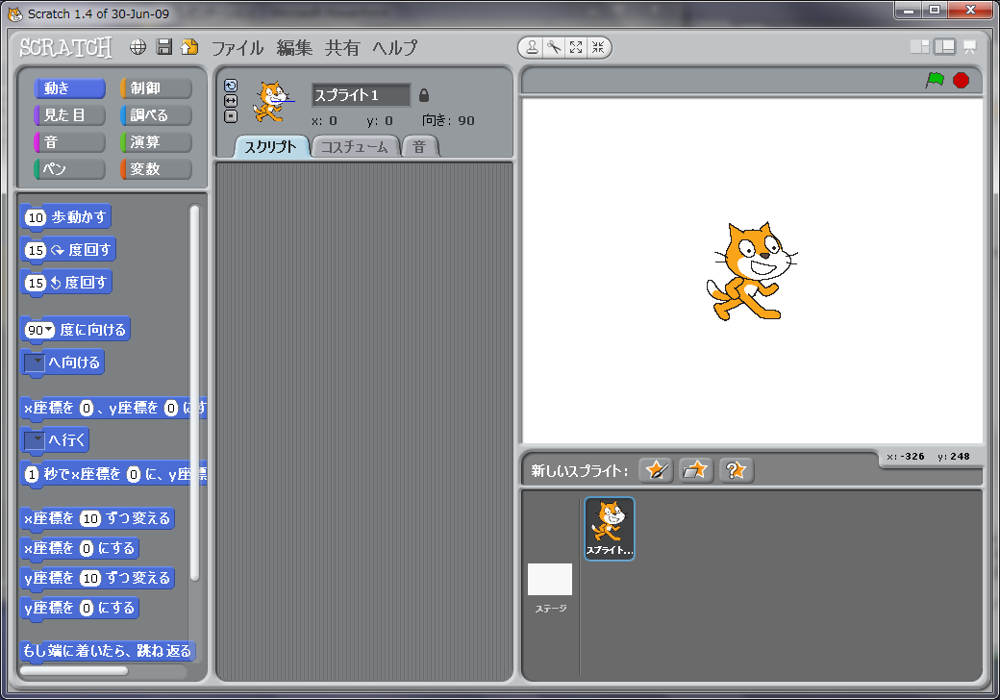 Scratch 1.4 of 30-Jun-09
SCRATCH ファイル 編集 共有 ヘルプ
動き 制御
見た目 調べる
音 演算
ペン 変数
10 歩動かす
15 度回す
15 度回す
90 度に向ける
へ向ける
x座標を 0 、y座標を 0 にす
へ行く
1 秒でx座標を 0 に、y座標
x座標を 10 ずつ変える
x座標を 0 にする
y座標を 10 ずつ変える
y座標を 0 にする
もし端に着いたら、跳ね返る
スプライト1
x: 0 y: 0 向き: 90
スクリプト コスチューム 音
x: -326 y: 248
新しいスプライト:
スプライト...
ステージ